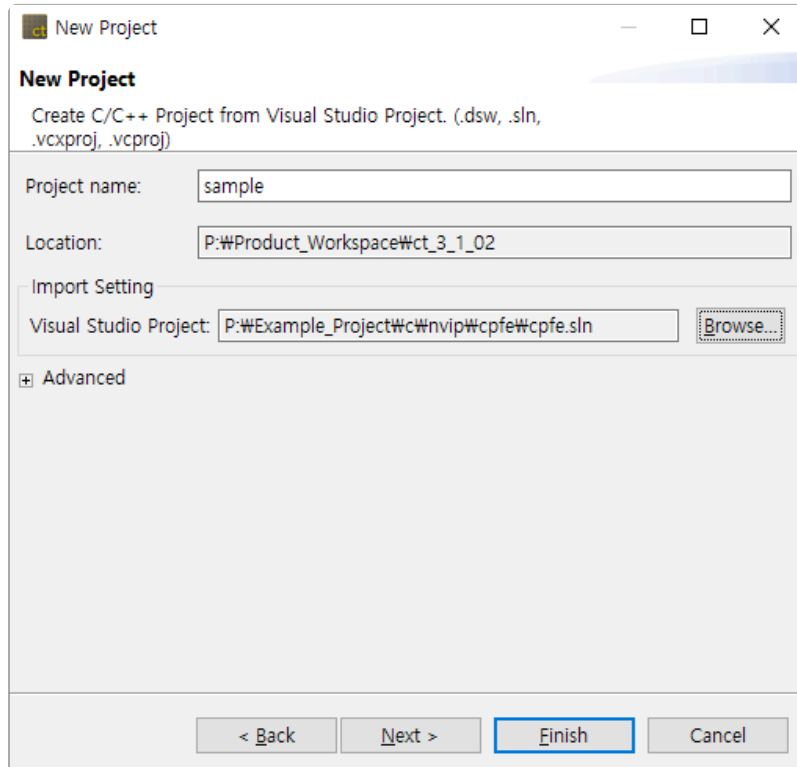 ct New Project
New Project
Create C/C++ Project from Visual Studio Project. (.dsw, .sln,
.vcxproj, .vcproj)
Project name: sample
Location: P:₩Product_Workspace₩ct_3_1_02
Import Setting
Visual Studio Project: P:₩Example_Project₩c₩nvip₩cpfe₩cpfe.sln Browse...
Advanced
< Back Next > Finish Cancel